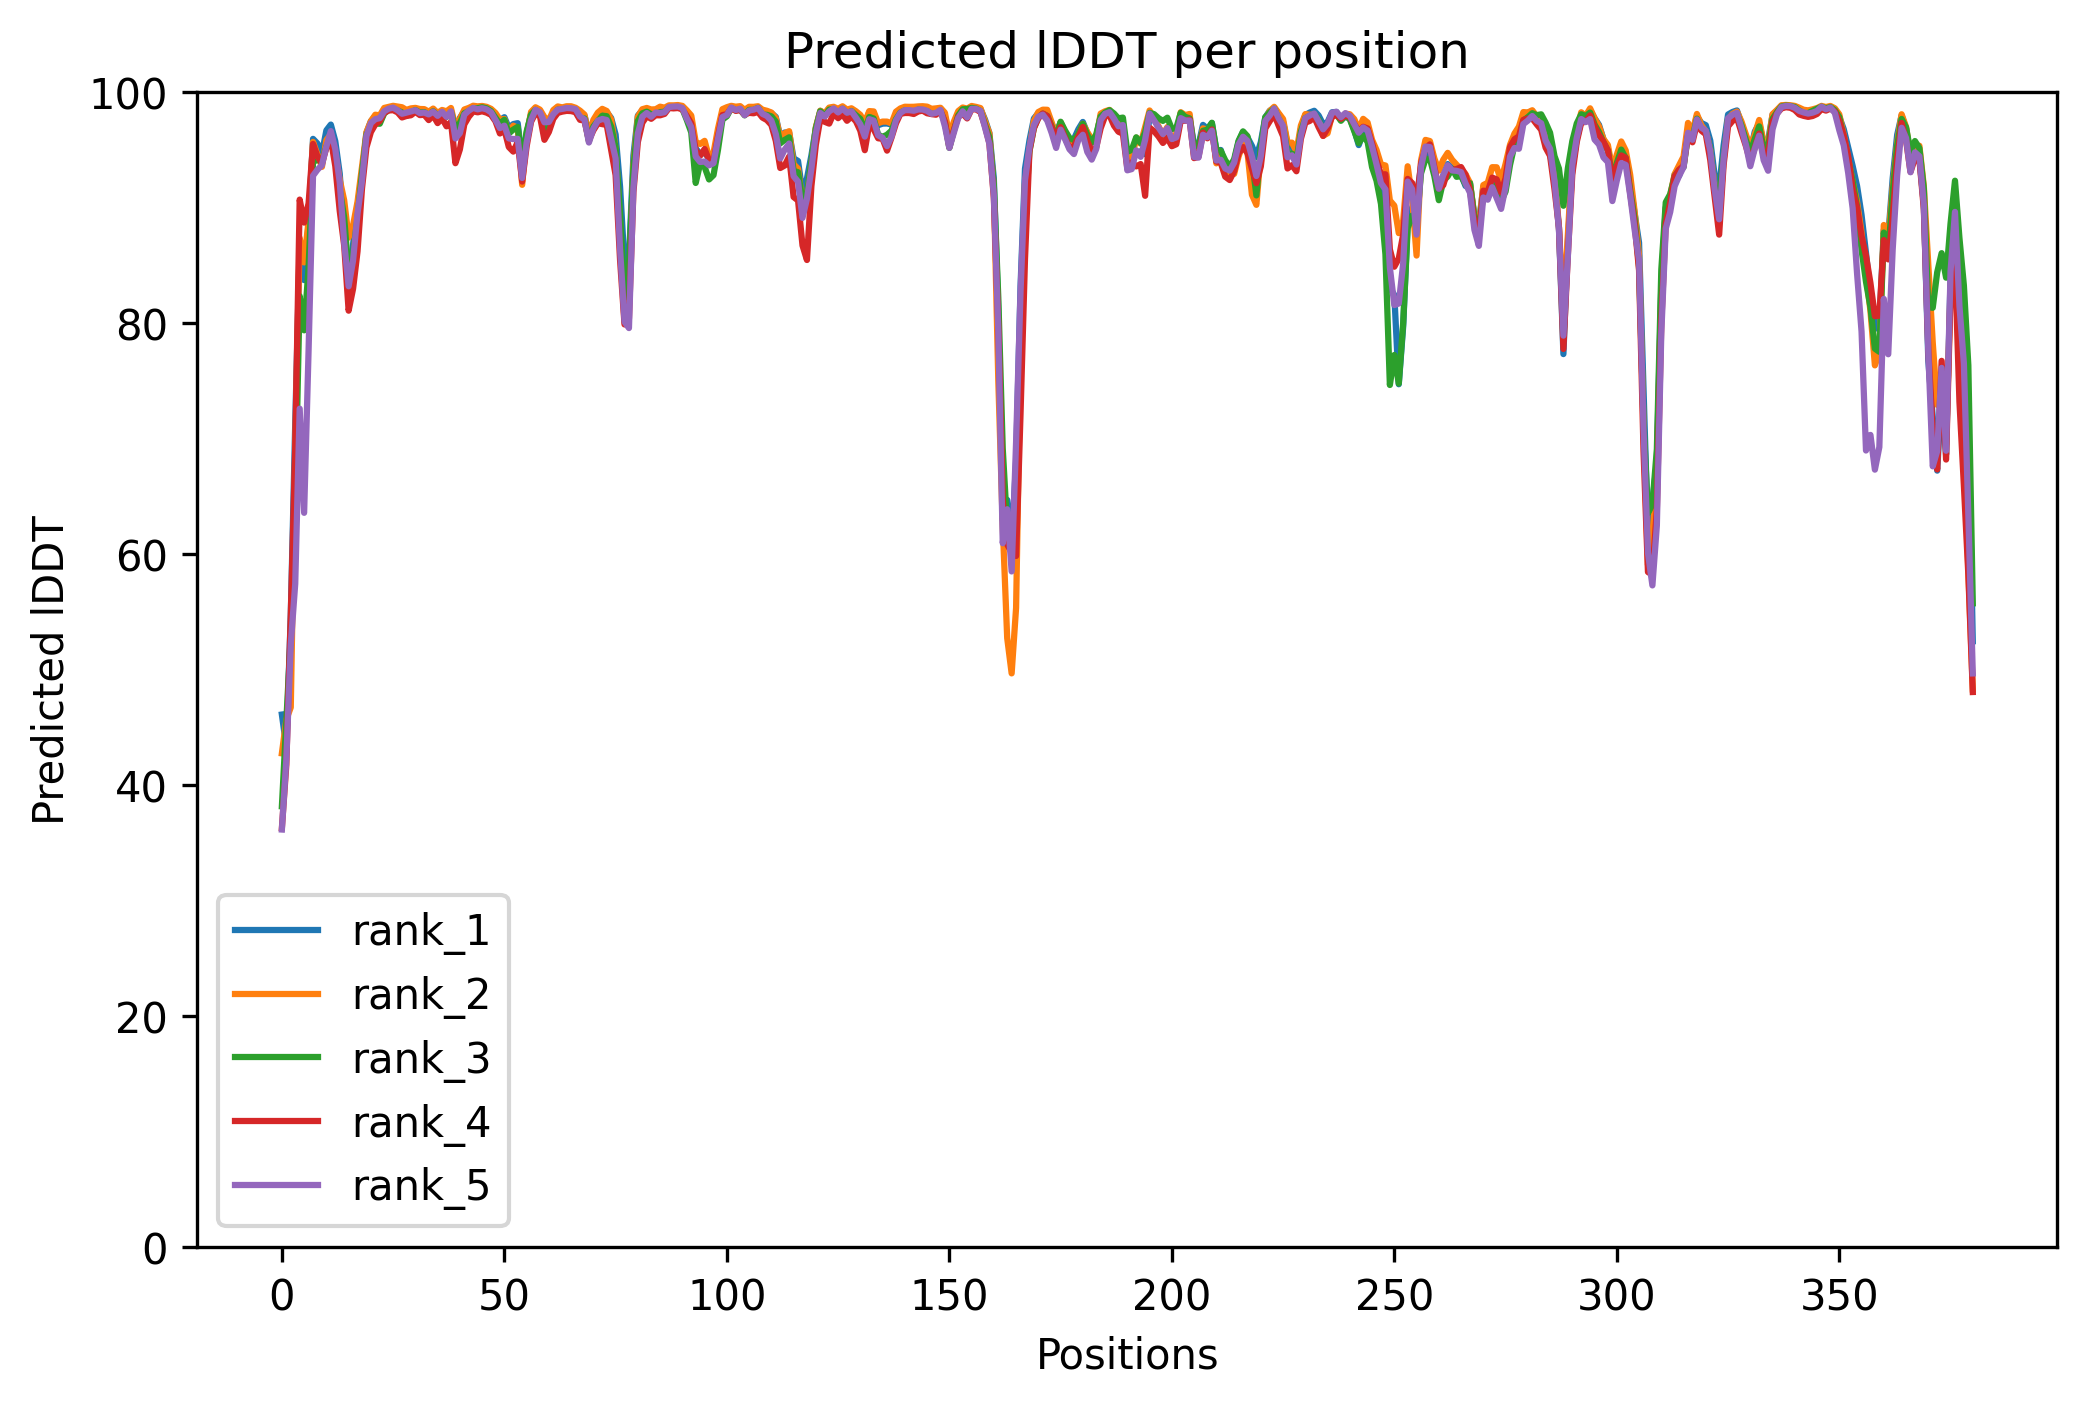 Predicted lDDT per position
100
80
60
40
20
0
Predicted lDDT
rank_1
rank_2
rank_3
rank_4
rank_5
0 50 100 150 200 250 300 350
Positions